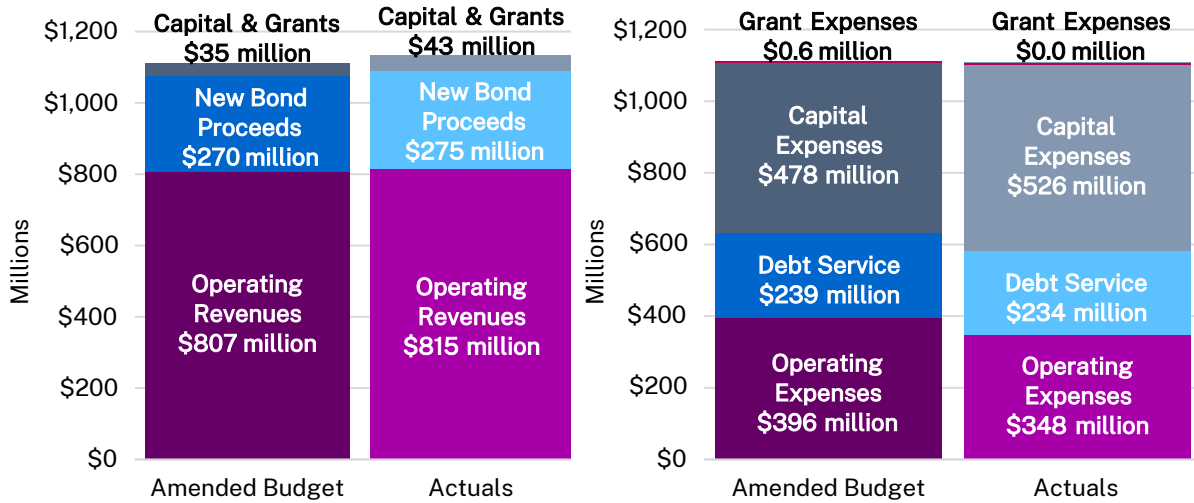 $1,200
$1,000
$800
$600
$400
$200
$0
Millions
Capital & Grants
$35 million
New Bond
Proceeds
$270 million
Operating
Revenues
$807 million
Amended Budget
Capital & Grants
$43 million
New Bond
Proceeds
$275 million
Operating
Revenues
$815 million
Actuals
$1,200
$1,000
$800
$600
$400
$200
$0
Millions
Grant Expenses
$0.6 million
Capital
Expenses
$478 million
Debt Service
$239 million
Operating
Expenses
$396 million
Amended Budget
Grant Expenses
$0.0 million
Capital
Expenses
$526 million
Debt Service
$234 million
Operating
Expenses
$348 million
Actuals